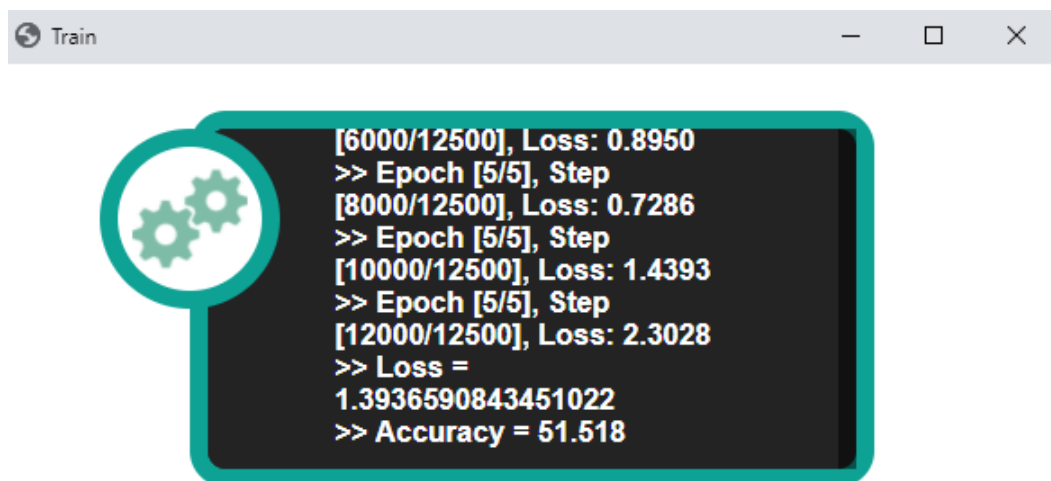 Train
[6000/12500], Loss: 0.8950
>> Epoch [5/5], Step
[8000/12500], Loss: 0.7286
>> Epoch [5/5], Step
[10000/12500], Loss: 1.4393
>> Epoch [5/5], Step
[12000/12500], Loss: 2.3028
>> Loss =
1.3936590843451022
>> Accuracy = 51.518